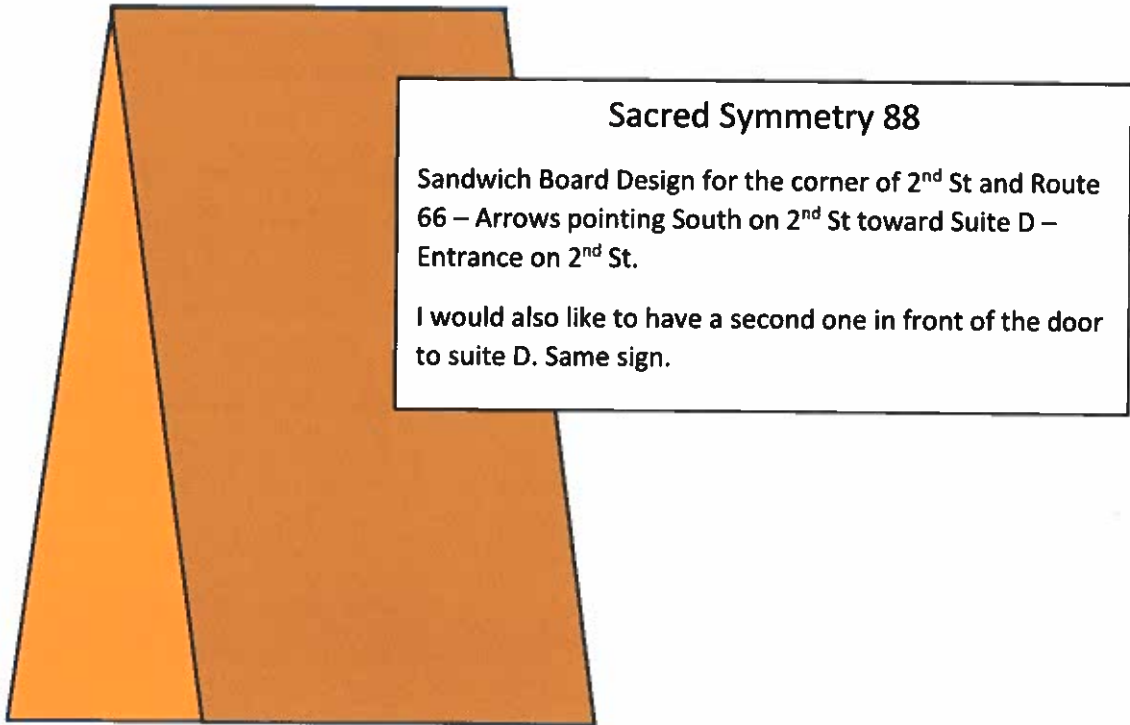 Sacred Symmetry 88
Sandwich Board Design for the corner of 2nd St and Route
66 – Arrows pointing South on 2nd St toward Suite D –
Entrance on 2nd St.
I would also like to have a second one in front of the door
to suite D. Same sign.